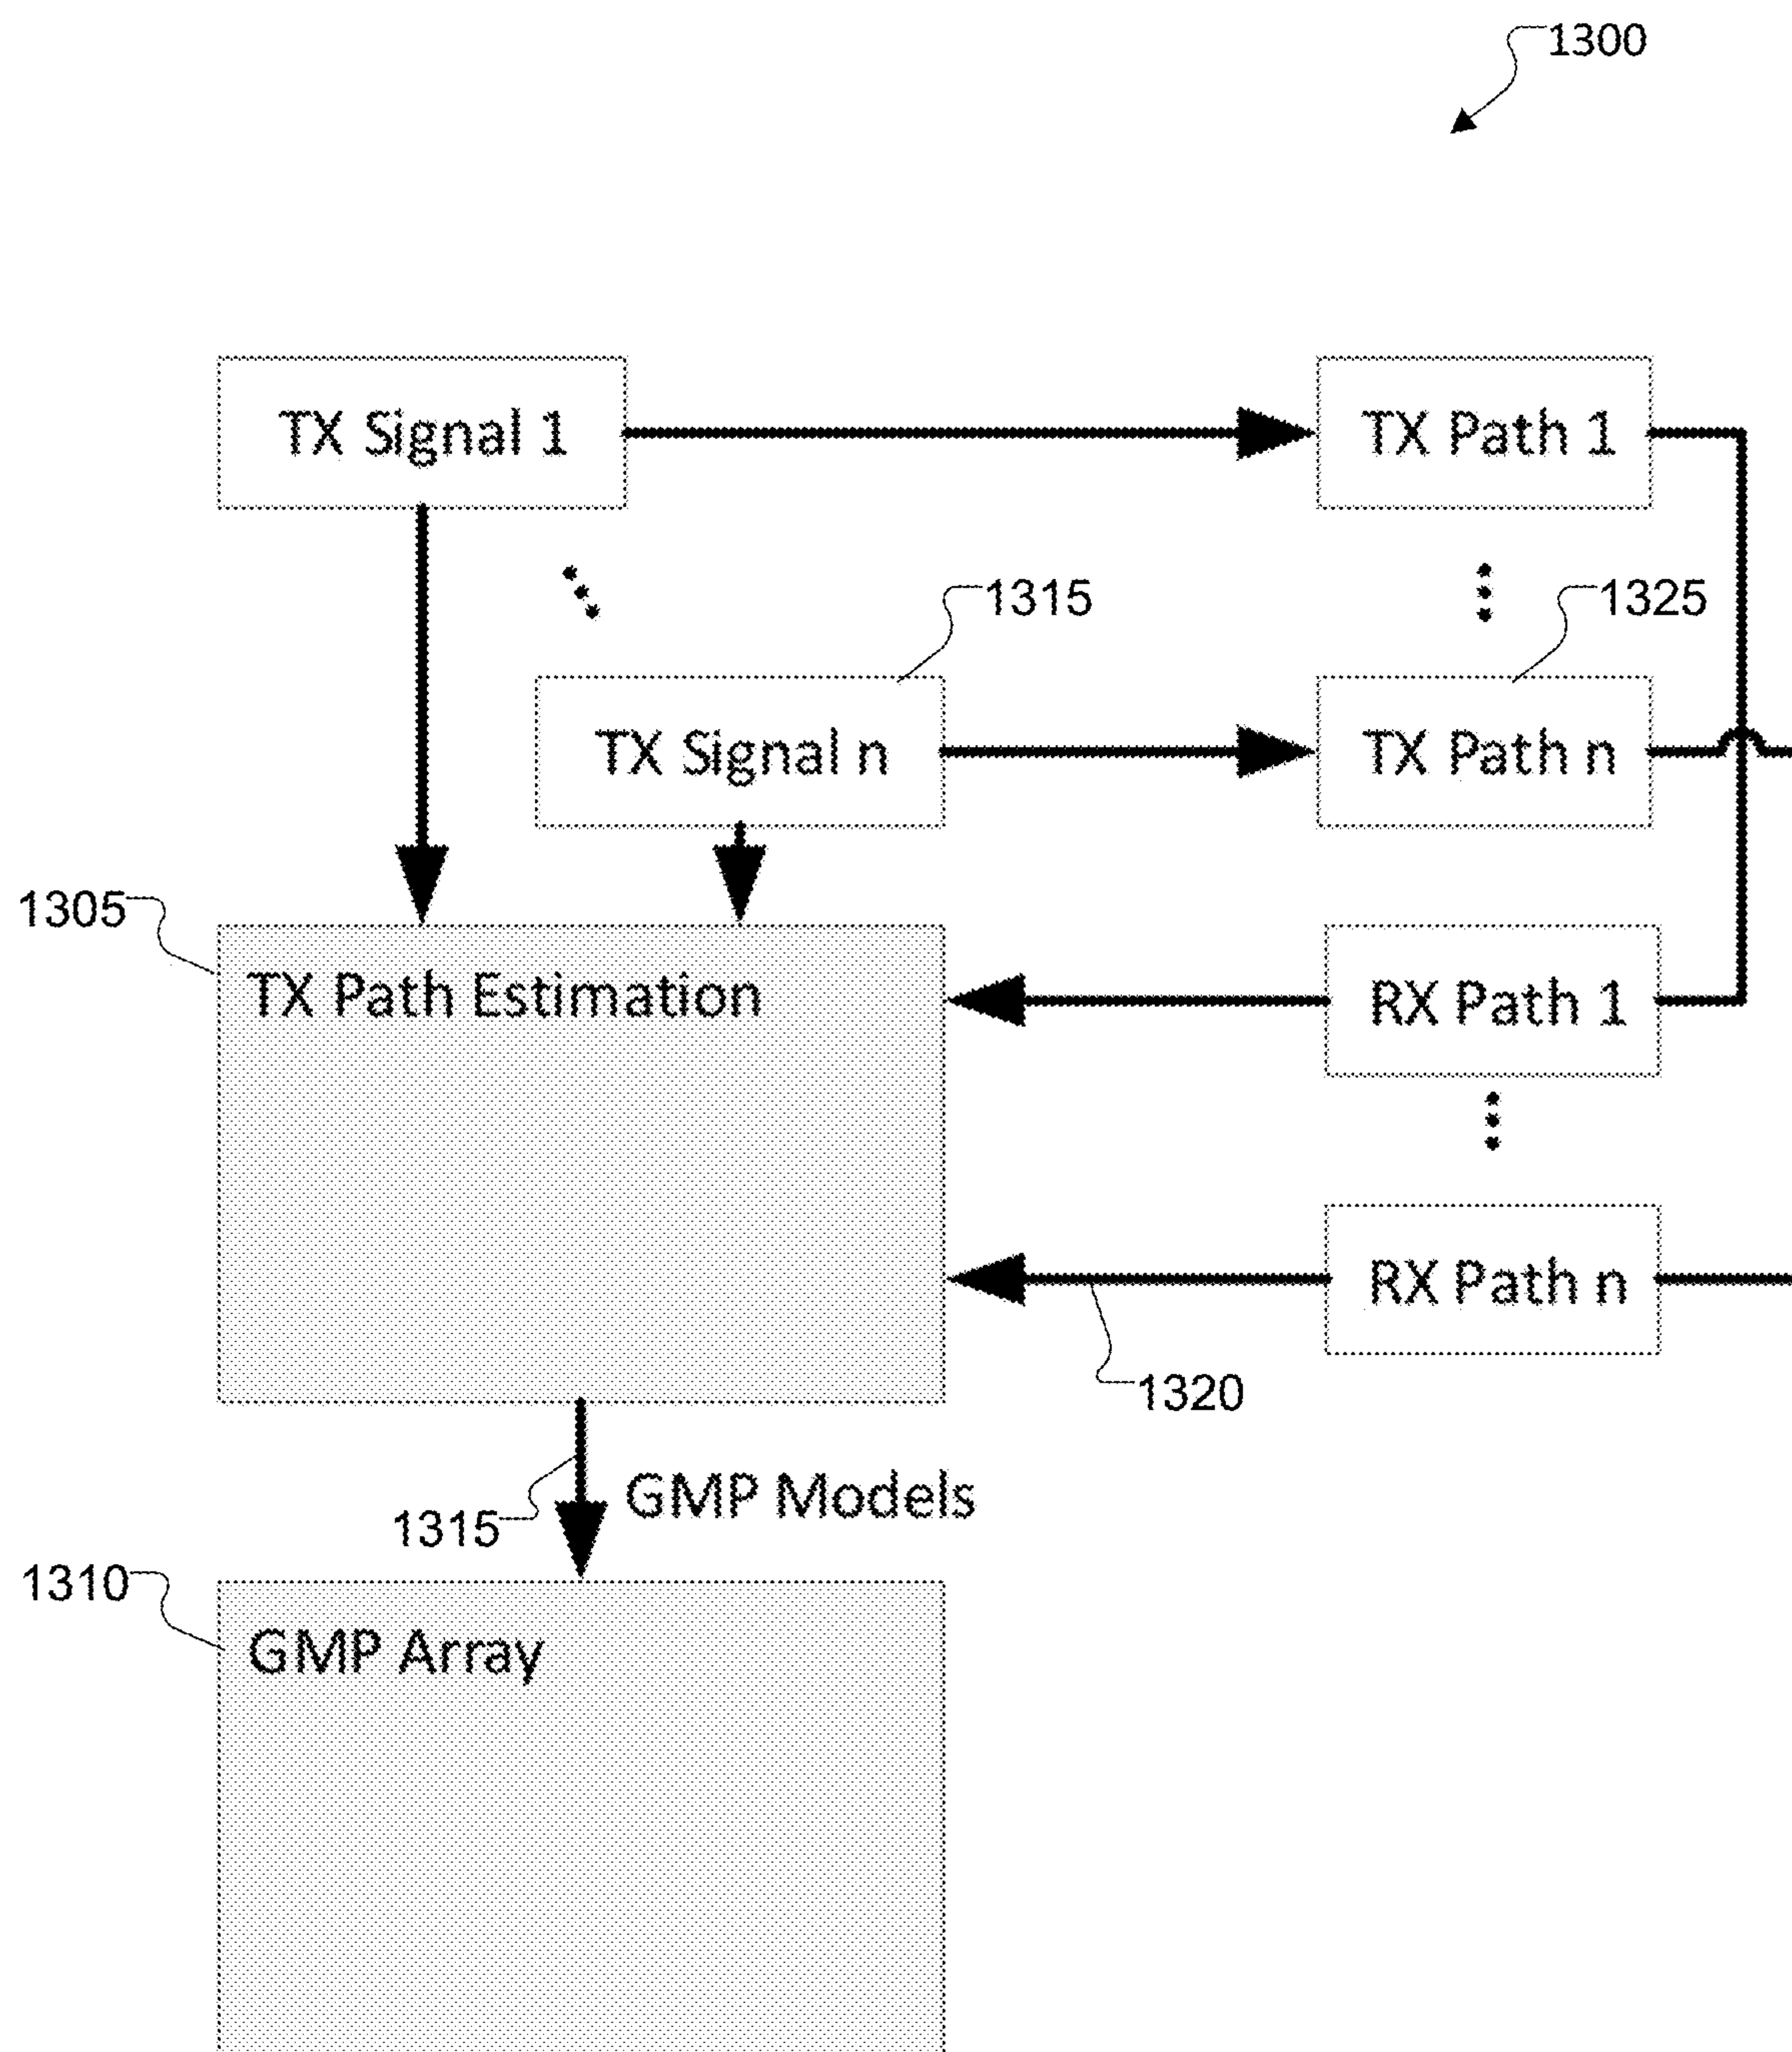 1300
TX Signal 1
TX Path 1
1315
1325
TX Signal n
TX Path n
1305
TX Path Estimation
RX Path 1
RX Path n
1320
GMP Models
1315
1310
GMP Array